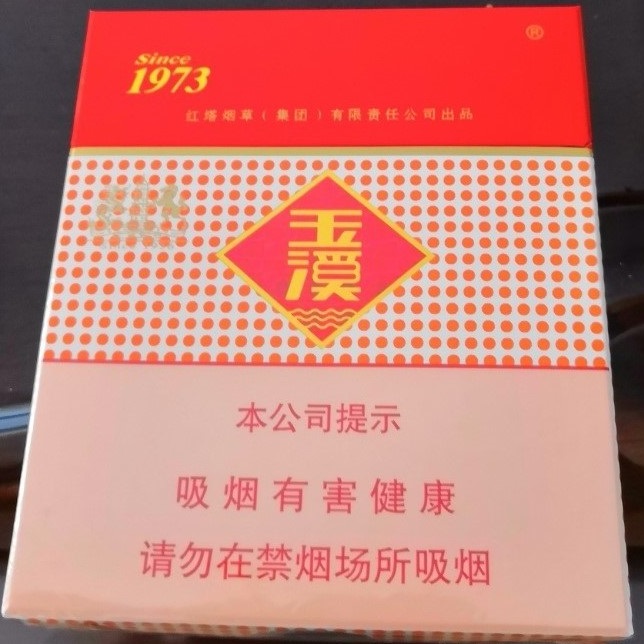 Since
1973
®
红塔烟草（集团）有限责任公司出品
玉
溪
本公司提示
吸烟有害健康
请勿在禁烟场所吸烟